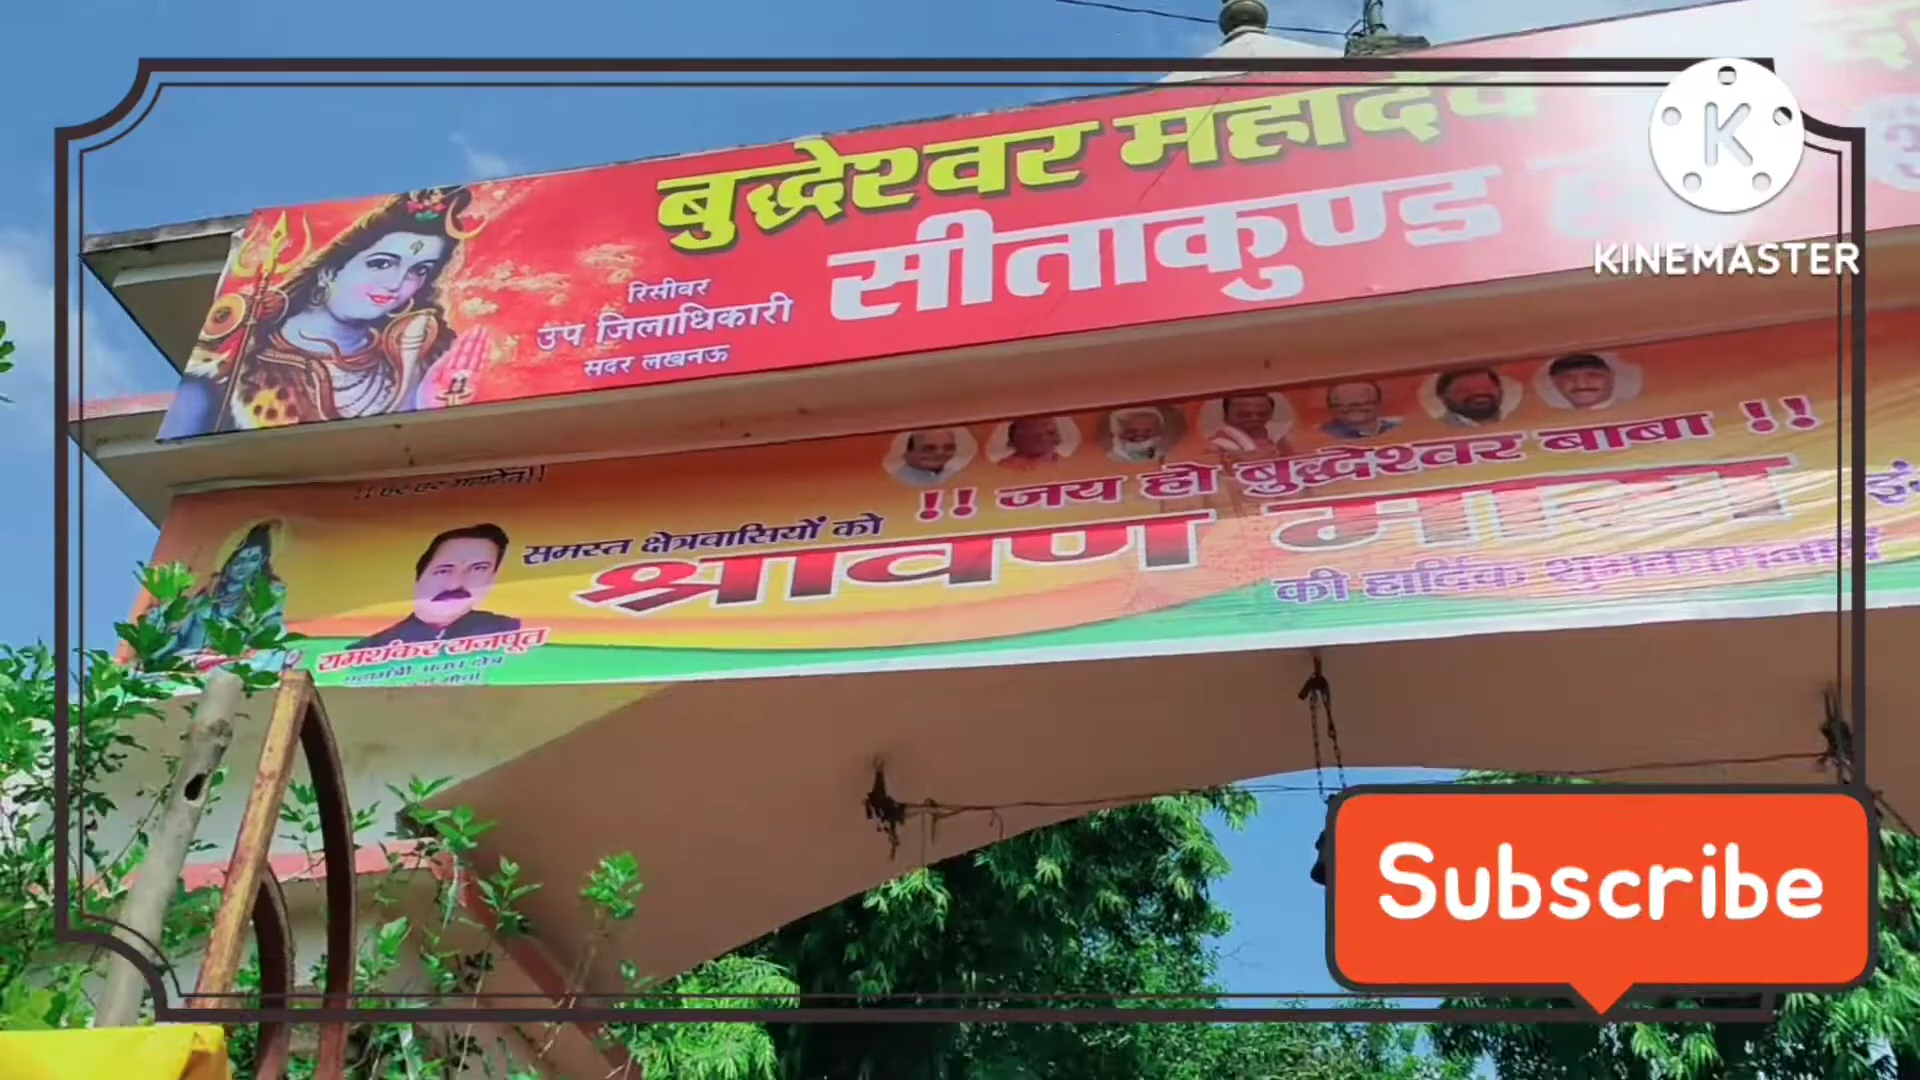 बुद्धेश्वर महादेव
सीताकुण्ड
रिसीवर
उप जिलाधिकारी
सदर लखनऊ
KINEMASTER
!! जय हो बुद्धेश्वर बाबा !!
समस्त क्षेत्रवासियों को
श्रावण मास
की हार्दिक शुभकामनाएं
रामशंकर राजपूत
Subscribe